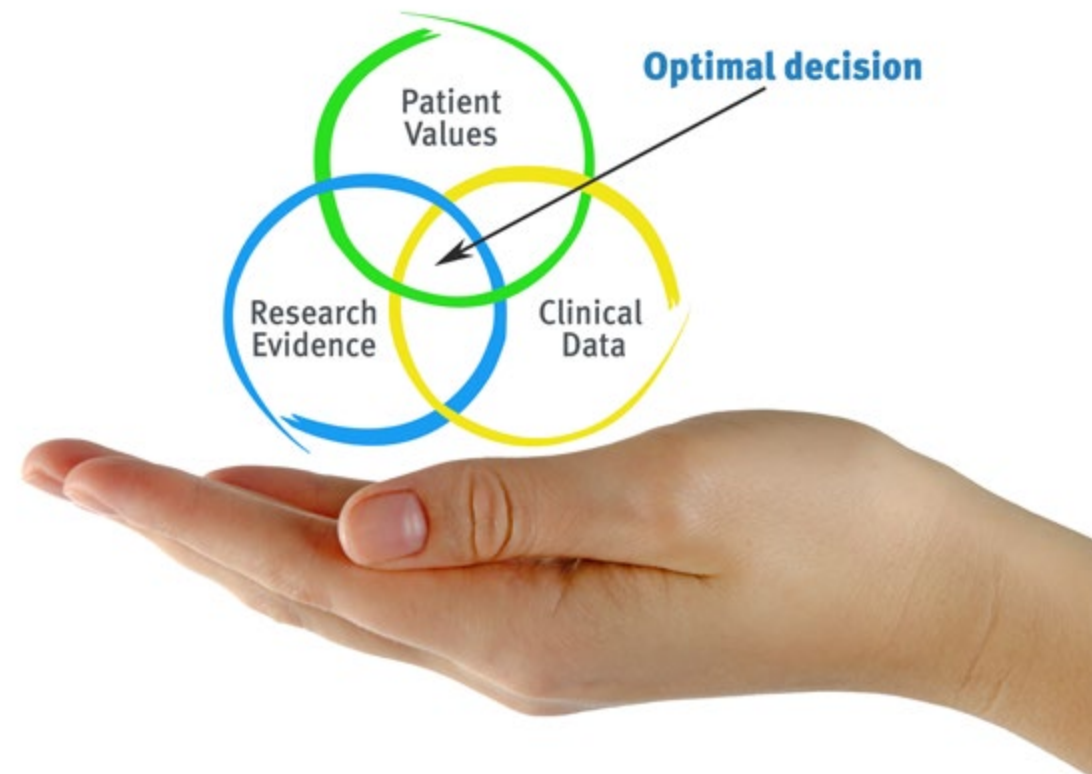 Optimal decision
Patient
Values
Research
Evidence
Clinical
Data